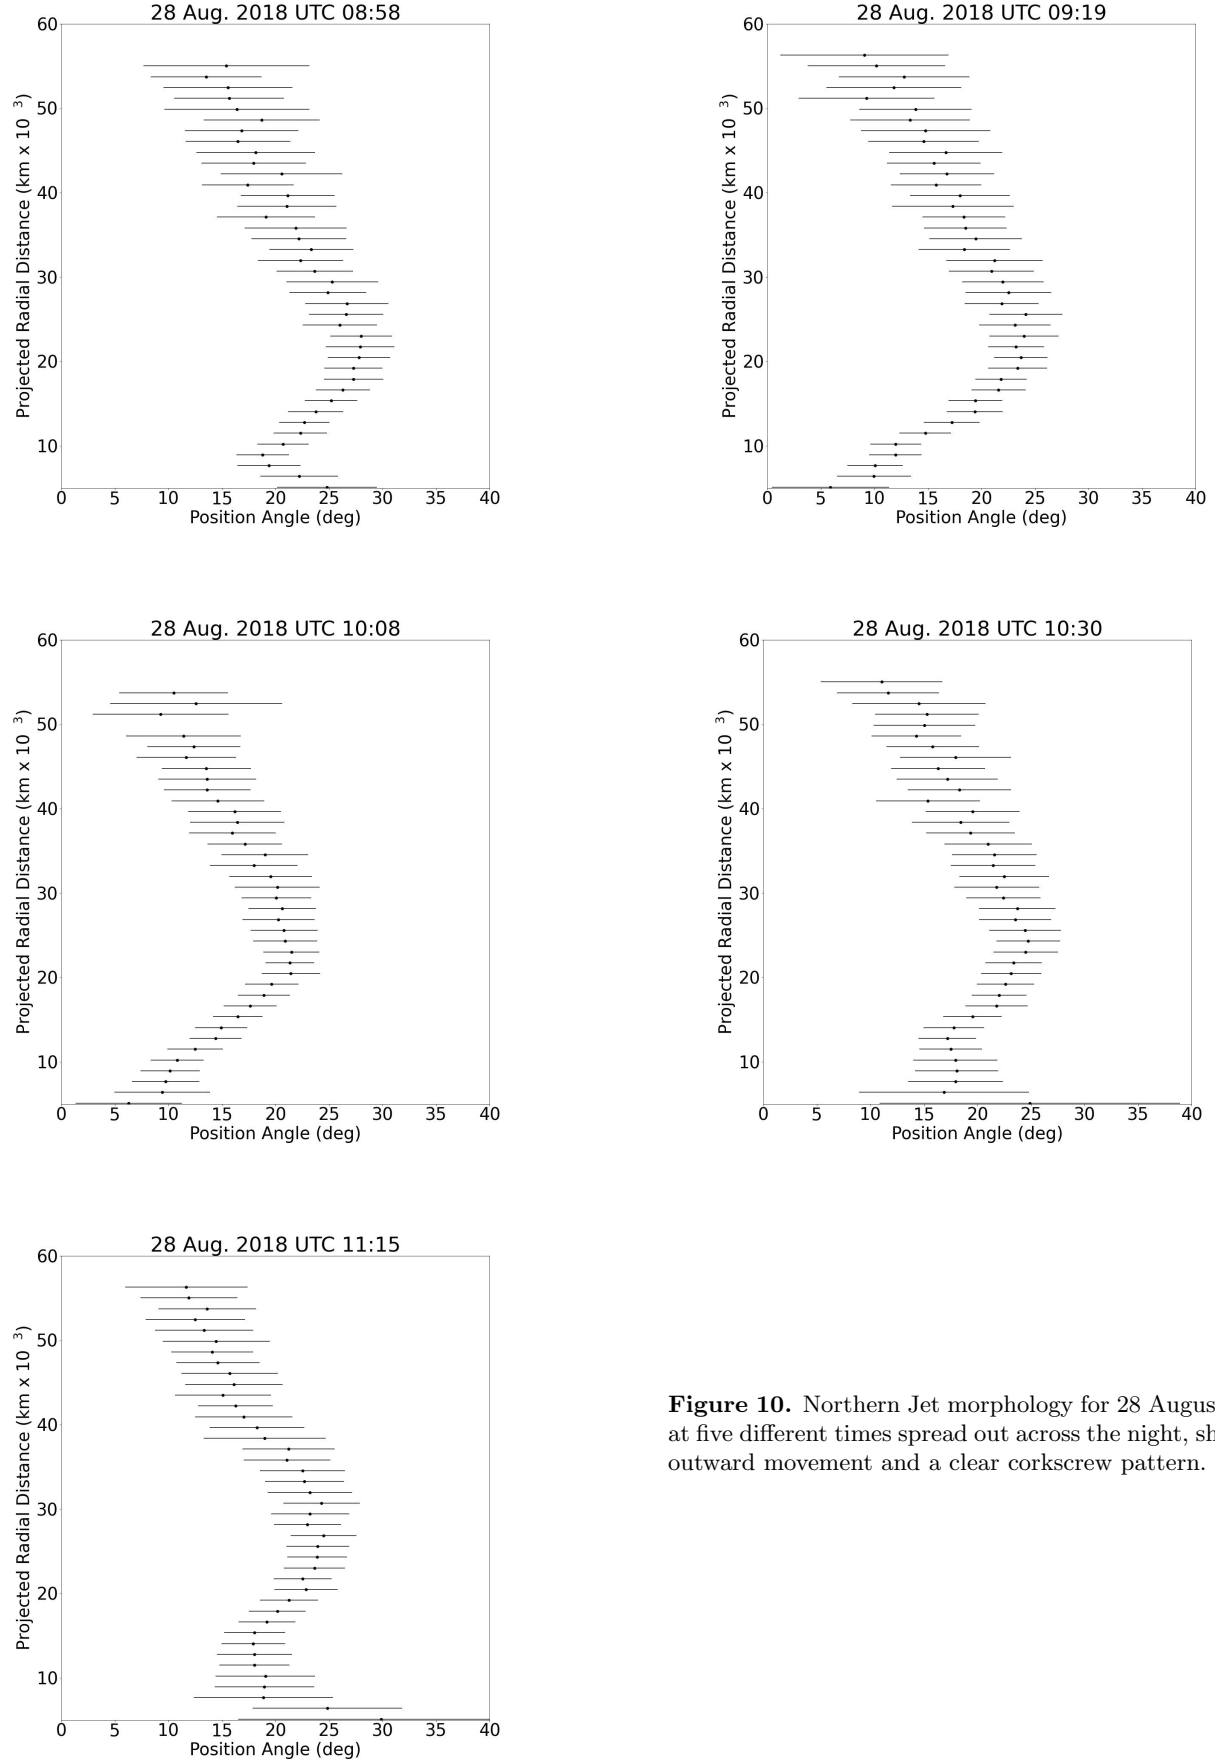 28 Aug. 2018 UTC 08:58
60
50
40
30
20
10
0 5 10 15 20 25 30 35 40
Position Angle (deg)
Projected Radial Distance (km x 10 3)
28 Aug. 2018 UTC 09:19
60
50
40
30
20
10
0 5 10 15 20 25 30 35 40
Position Angle (deg)
Projected Radial Distance (km x 10 3)
28 Aug. 2018 UTC 10:08
60
50
40
30
20
10
0 5 10 15 20 25 30 35 40
Position Angle (deg)
Projected Radial Distance (km x 10 3)
28 Aug. 2018 UTC 10:30
60
50
40
30
20
10
0 5 10 15 20 25 30 35 40
Position Angle (deg)
Projected Radial Distance (km x 10 3)
28 Aug. 2018 UTC 11:15
60
50
40
30
20
10
0 5 10 15 20 25 30 35 40
Position Angle (deg)
Projected Radial Distance (km x 10 3)
Figure 10. Northern Jet morphology for 28 Augus
at five different times spread out across the night, sh
outward movement and a clear corkscrew pattern.